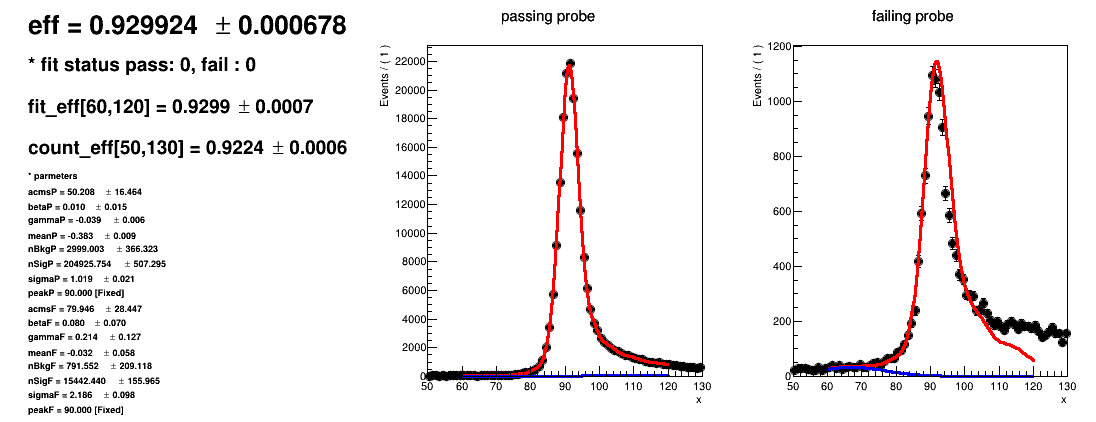 eff = 0.929924 ± 0.000678
* fit status pass: 0, fail : 0
fit_eff[60,120] = 0.9299 ± 0.0007
count_eff[50,130] = 0.9224 ± 0.0006
* parmeters
acmsP = 50.208 ± 16.464
betaP = 0.010 ± 0.015
gammaP = -0.039 ± 0.006
meanP = -0.383 ± 0.009
nBkgP = 2999.003 ± 366.323
nSigP = 204925.754 ± 507.295
sigmaP = 1.019 ± 0.021
peakP = 90.000 [Fixed]
acmsF = 79.946 ± 28.447
betaF = 0.080 ± 0.070
gammaF = 0.214 ± 0.127
meanF = -0.032 ± 0.058
nBkgF = 791.552 ± 209.118
nSigF = 15442.440 ± 155.965
sigmaF = 2.186 ± 0.098
peakF = 90.000 [Fixed]
passing probe
Events / ( 1 )
22000
20000
18000
16000
14000
12000
10000
8000
6000
4000
2000
0
50 60 70 80 90 100 110 120 130
x
failing probe
Events / ( 1 )
1200
1000
800
600
400
200
0
50 60 70 80 90 100 110 120 130
x